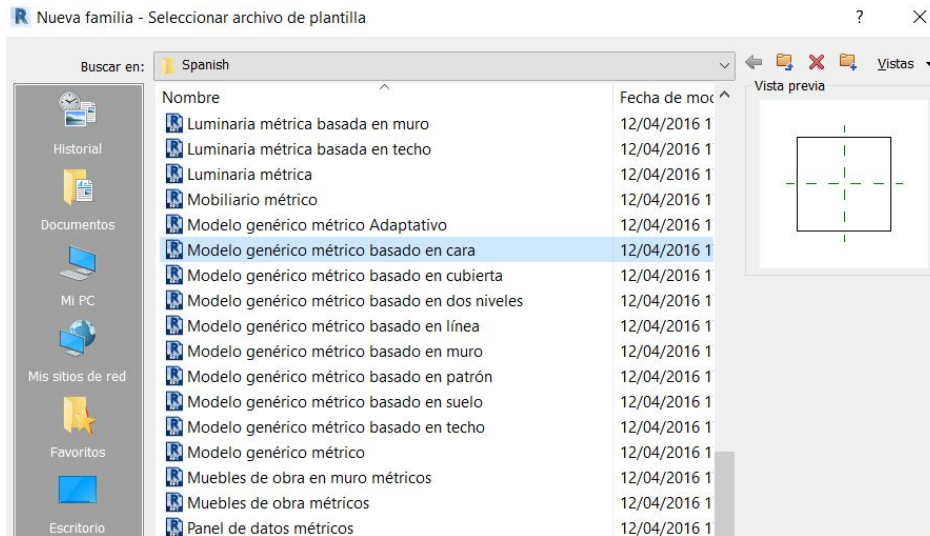 Nueva familia - Seleccionar archivo de plantilla
Buscar en: Spanish Vistas
Nombre Fecha de moc Vista previa
Luminaria métrica basada en muro 12/04/2016 1
Luminaria métrica basada en techo 12/04/2016 1
Historial
Luminaria métrica 12/04/2016 1
Mobiliario métrico 12/04/2016 1
Documentos
Modelo genérico métrico Adaptativo 12/04/2016 1
Modelo genérico métrico basado en cara 12/04/2016 1
Modelo genérico métrico basado en cubierta 12/04/2016 1
Mi PC
Modelo genérico métrico basado en dos niveles 12/04/2016 1
Modelo genérico métrico basado en línea 12/04/2016 1
Modelo genérico métrico basado en muro 12/04/2016 1
Mis sitios de red
Modelo genérico métrico basado en patrón 12/04/2016 1
Modelo genérico métrico basado en suelo 12/04/2016 1
Modelo genérico métrico basado en techo 12/04/2016 1
Favoritos
Modelo genérico métrico 12/04/2016 1
Muebles de obra en muro métricos 12/04/2016 1
Muebles de obra métricos 12/04/2016 1
Escritorio
Panel de datos métricos 12/04/2016 1